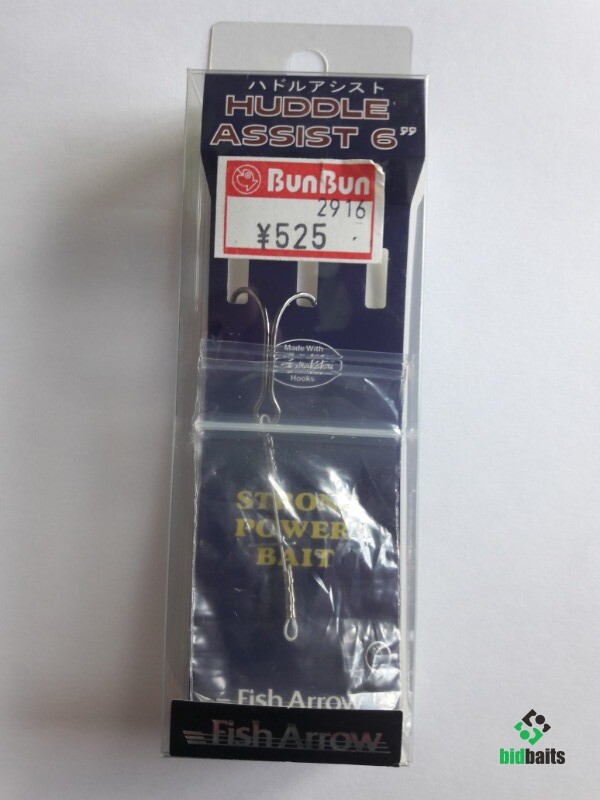 ハドルアシスト
HUDDLE
ASSIST 6"
BunBun
2916
¥525
Made With
Gamakatsu
Hooks
STRONG
POWER
BAIT
Fish Arrow
Fish Arrow
bidbaits